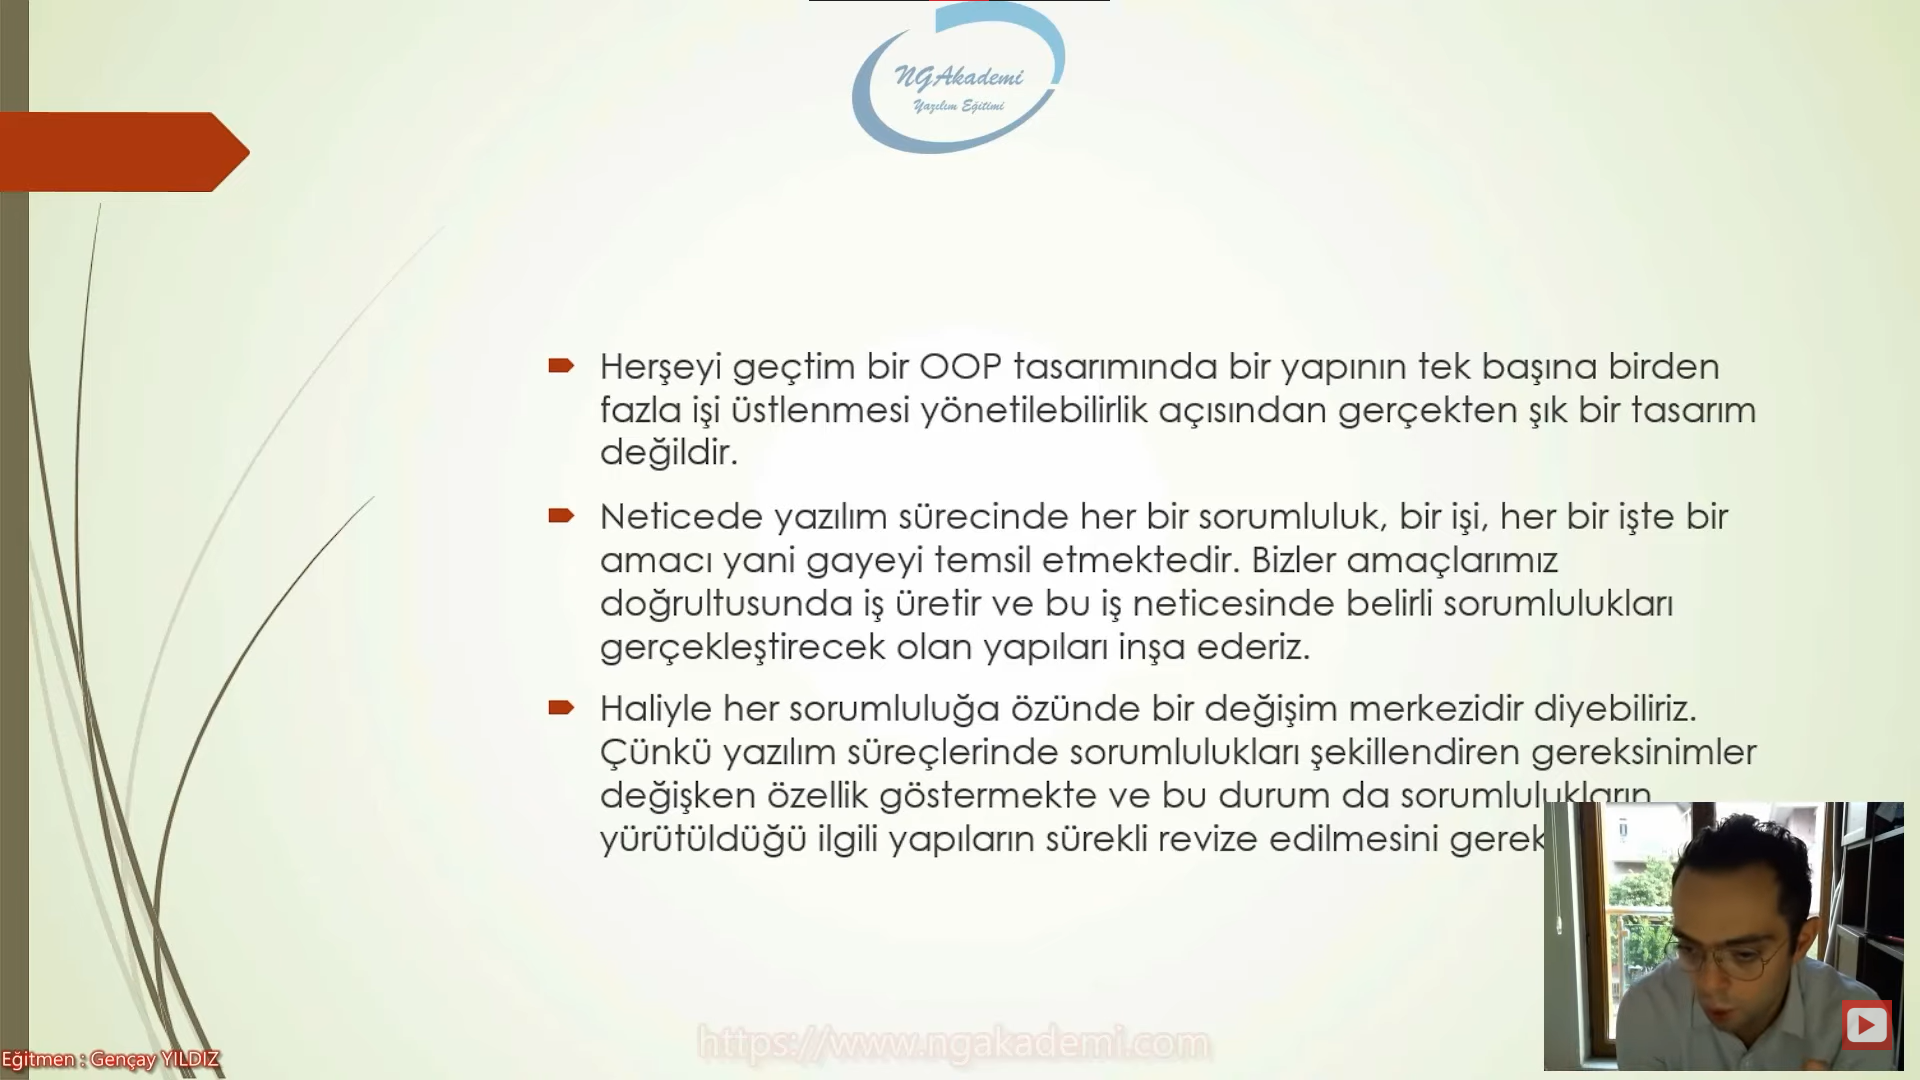 NGAkademi
Yazılım Eğitimi
Herşeyi geçtim bir OOP tasarımında bir yapının tek başına birden
fazla işi üstlenmesi yönetilebilirlik açısından gerçekten şık bir tasarım
değildir.
Neticede yazılım sürecinde her bir sorumluluk, bir işi, her bir işte bir
amacı yani gayeyi temsil etmektedir. Bizler amaçlarımız
doğrultusunda iş üretir ve bu iş neticesinde belirli sorumlulukları
gerçekleştirecek olan yapıları inşa ederiz.
Haliyle her sorumluluğa özünde bir değişim merkezidir diyebiliriz.
Çünkü yazılım süreçlerinde sorumlulukları şekillendiren gereksinimler
değişken özellik göstermekte ve bu durum da sorumlulukların
yürütüldüğü ilgili yapıların sürekli revize edilmesini gerek
https://www.ngakademi.com
Eğitmen : Gençay YILDIZ